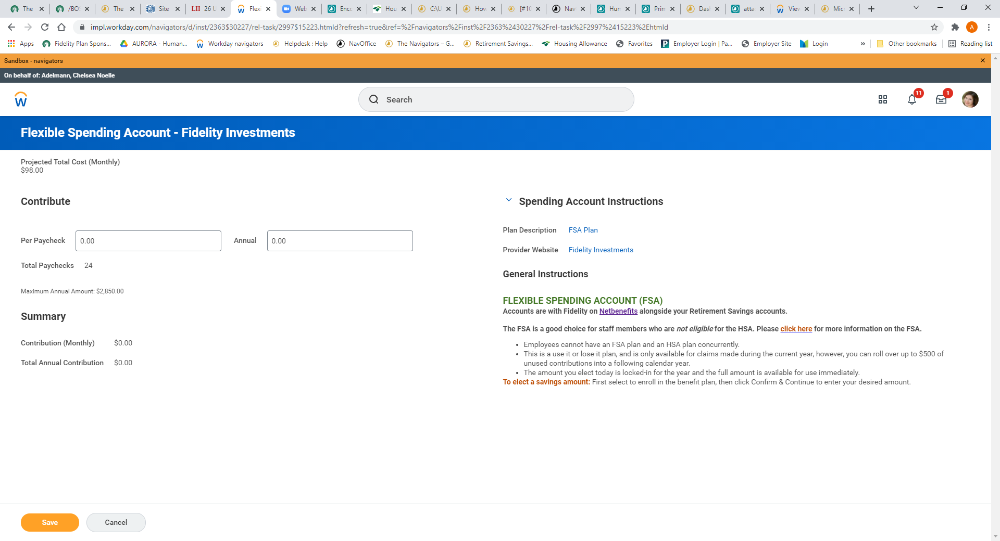 The
/BO
The
Site
LII 26 U
Flexi
Web
Enc
Hou
C:\U
How
[#10
Nav
Hun
Prin
Dasl
atta
View
Micr
impl.workday.com/navigators/d/inst/2363$30227/rel-task/2997$15223.htmld?refresh=true&ref=%2Fnavigators%2Finst%2F2363%2430227%2Frel-task%2F2997%2415223%2Ehtmld
A
Apps
Fidelity Plan Spons...
AURORA - Human...
Workday navigators
Helpdesk : Help
NavOffice
The Navigators – G...
Retirement Savings...
Housing Allowance
Favorites
P Employer Login | Pa...
Employer Site
Login
»
Other bookmarks
Reading list
Sandbox - navigators
On behalf of: Adelmann, Chelsea Noelle
W
Search
11
1
Flexible Spending Account - Fidelity Investments
Projected Total Cost (Monthly)
$98.00
Contribute
Per Paycheck 0.00 Annual 0.00
Total Paychecks 24
Maximum Annual Amount: $2,850.00
Summary
Contribution (Monthly) $0.00
Total Annual Contribution $0.00
Spending Account Instructions
Plan Description FSA Plan
Provider Website Fidelity Investments
General Instructions
FLEXIBLE SPENDING ACCOUNT (FSA)
Accounts are with Fidelity on Netbenefits alongside your Retirement Savings accounts.
The FSA is a good choice for staff members who are not eligible for the HSA. Please click here for more information on the FSA.
• Employees cannot have an FSA plan and an HSA plan concurrently.
• This is a use-it or lose-it plan, and is only available for claims made during the current year, however, you can roll over up to $500 of
unused contributions into a following calendar year.
• The amount you elect today is locked-in for the year and the full amount is available for use immediately.
To elect a savings amount: First select to enroll in the benefit plan, then click Confirm & Continue to enter your desired amount.
Save
Cancel